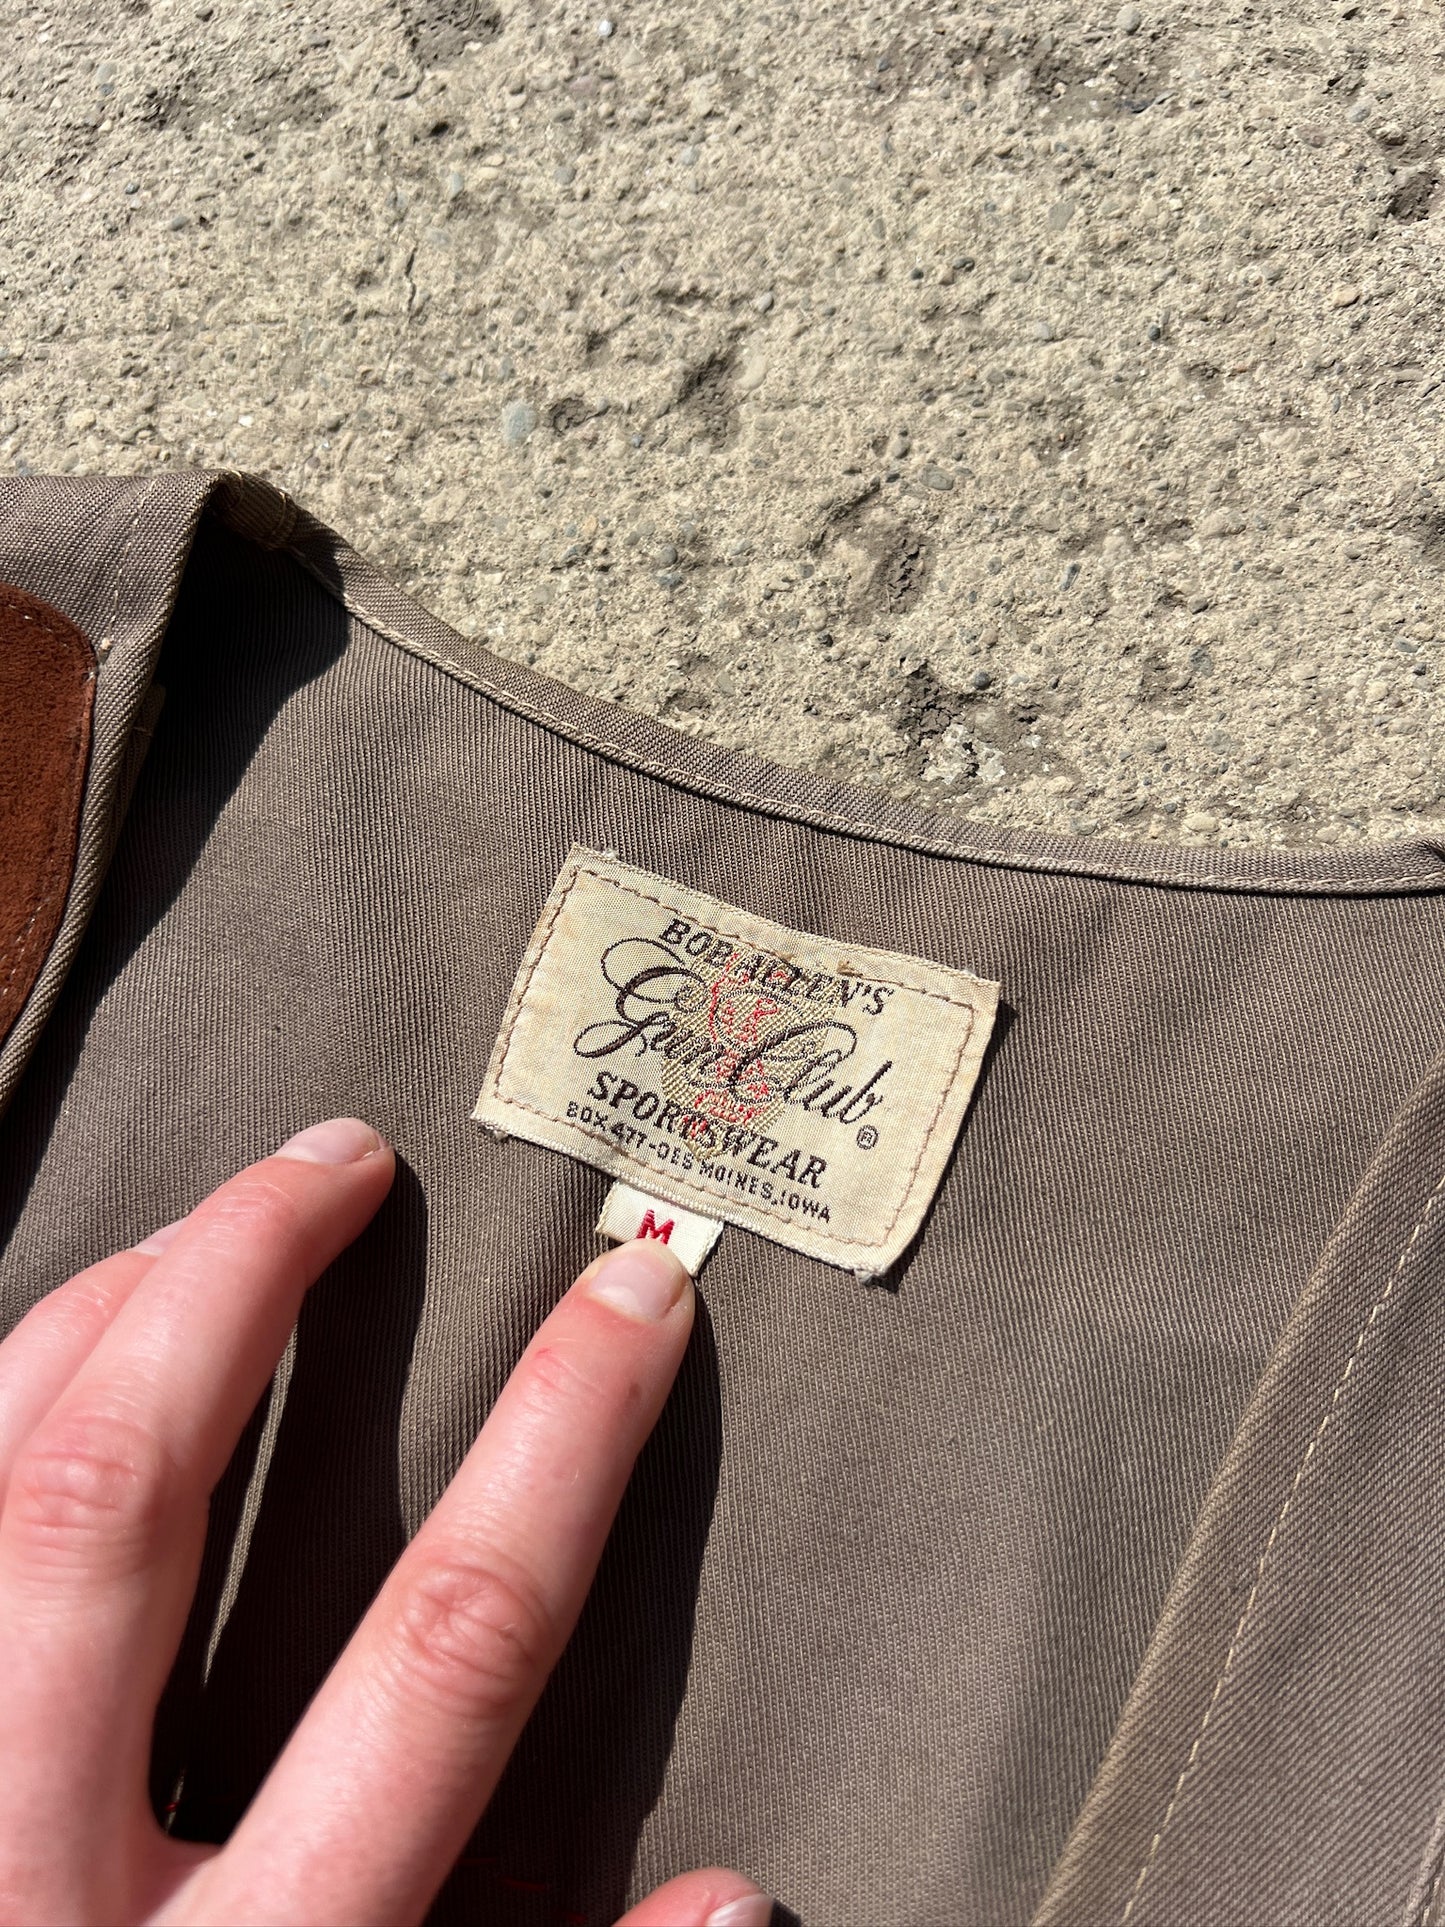 BOB ALLEN'S
Gun Club ®
SPORTSWEAR
BOX 477-DES MOINES, IOWA
M